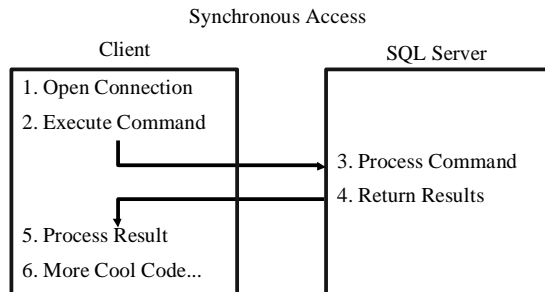 Synchronous Access
Client
SQL Server
1. Open Connection
2. Execute Command
3. Process Command
4. Return Results
5. Process Result
6. More Cool Code...